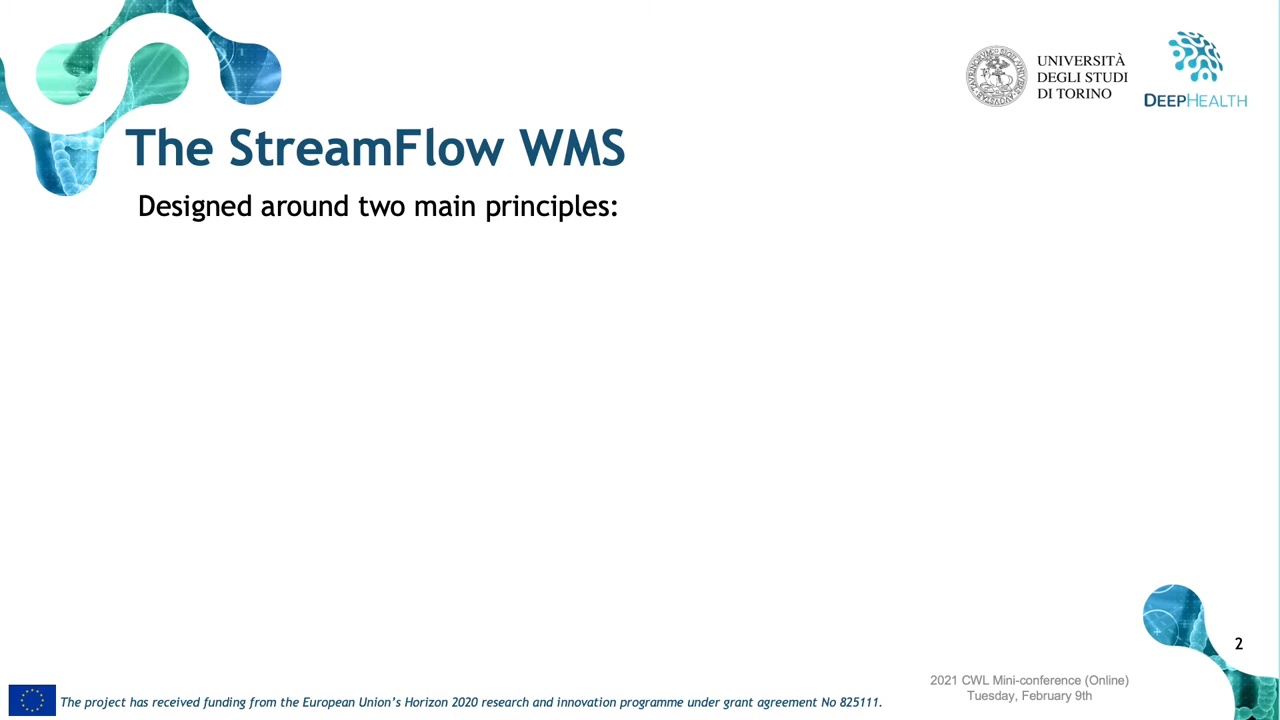 UNIVERSITÀ
DEGLI STUDI
DI TORINO
DEEPHEALTH
The StreamFlow WMS
Designed around two main principles:
2
2021 CWL Mini-conference (Online)
Tuesday, February 9th
The project has received funding from the European Union’s Horizon 2020 research and innovation programme under grant agreement No 825111.